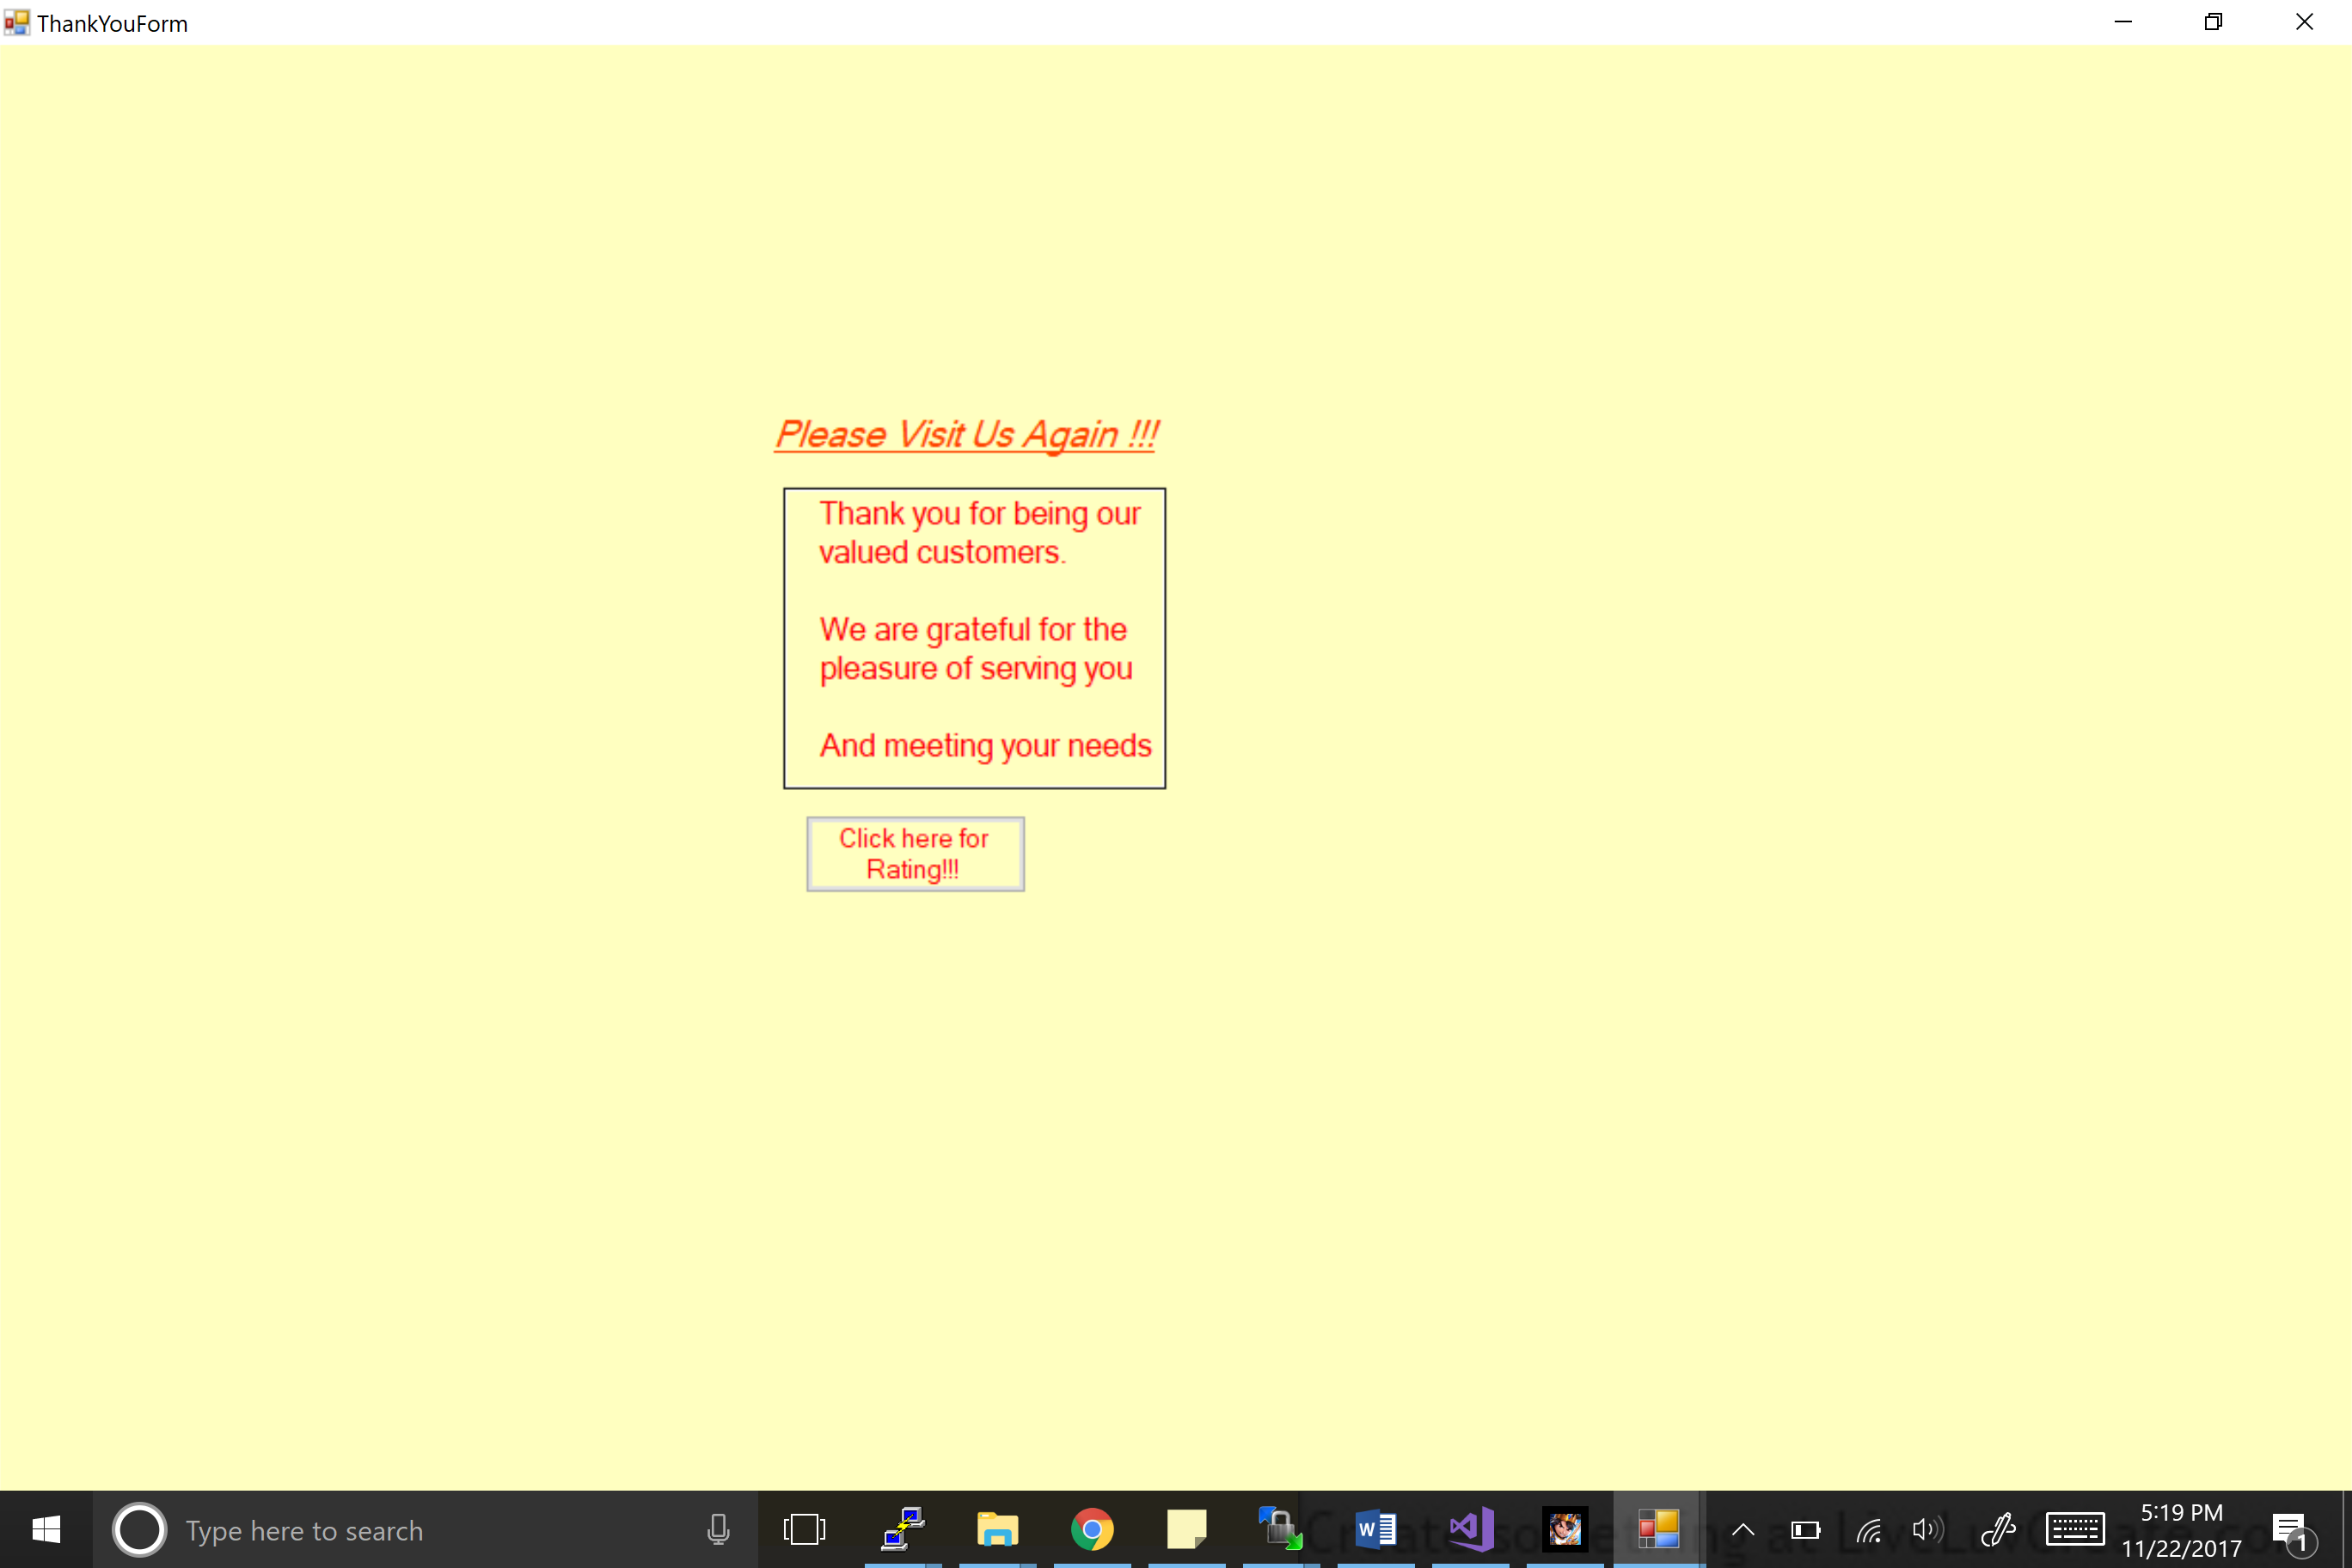 ThankYouForm
Please Visit Us Again !!!
Thank you for being our
valued customers.
We are grateful for the
pleasure of serving you
And meeting your needs
Click here for
Rating!!!
Type here to search
5:19 PM
11/22/2017
1